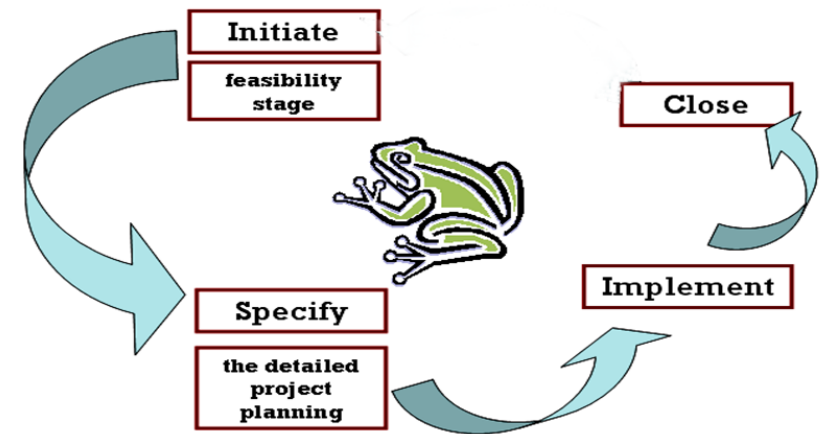 Initiate
feasibility
stage
Specify
the detailed
project
planning
Implement
Close